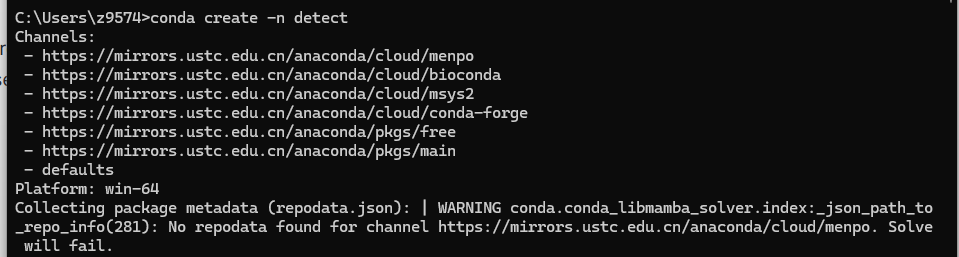 C:\Users\z9574>conda create -n detect
Channels:
 - https://mirrors.ustc.edu.cn/anaconda/cloud/menpo
 - https://mirrors.ustc.edu.cn/anaconda/cloud/bioconda
 - https://mirrors.ustc.edu.cn/anaconda/cloud/msys2
 - https://mirrors.ustc.edu.cn/anaconda/cloud/conda-forge
 - https://mirrors.ustc.edu.cn/anaconda/pkgs/free
 - https://mirrors.ustc.edu.cn/anaconda/pkgs/main
 - defaults
Platform: win-64
Collecting package metadata (repodata.json): | WARNING conda.conda_libmamba_solver.index:_json_path_to
_repo_info(281): No repodata found for channel https://mirrors.ustc.edu.cn/anaconda/cloud/menpo. Solve
 will fail.